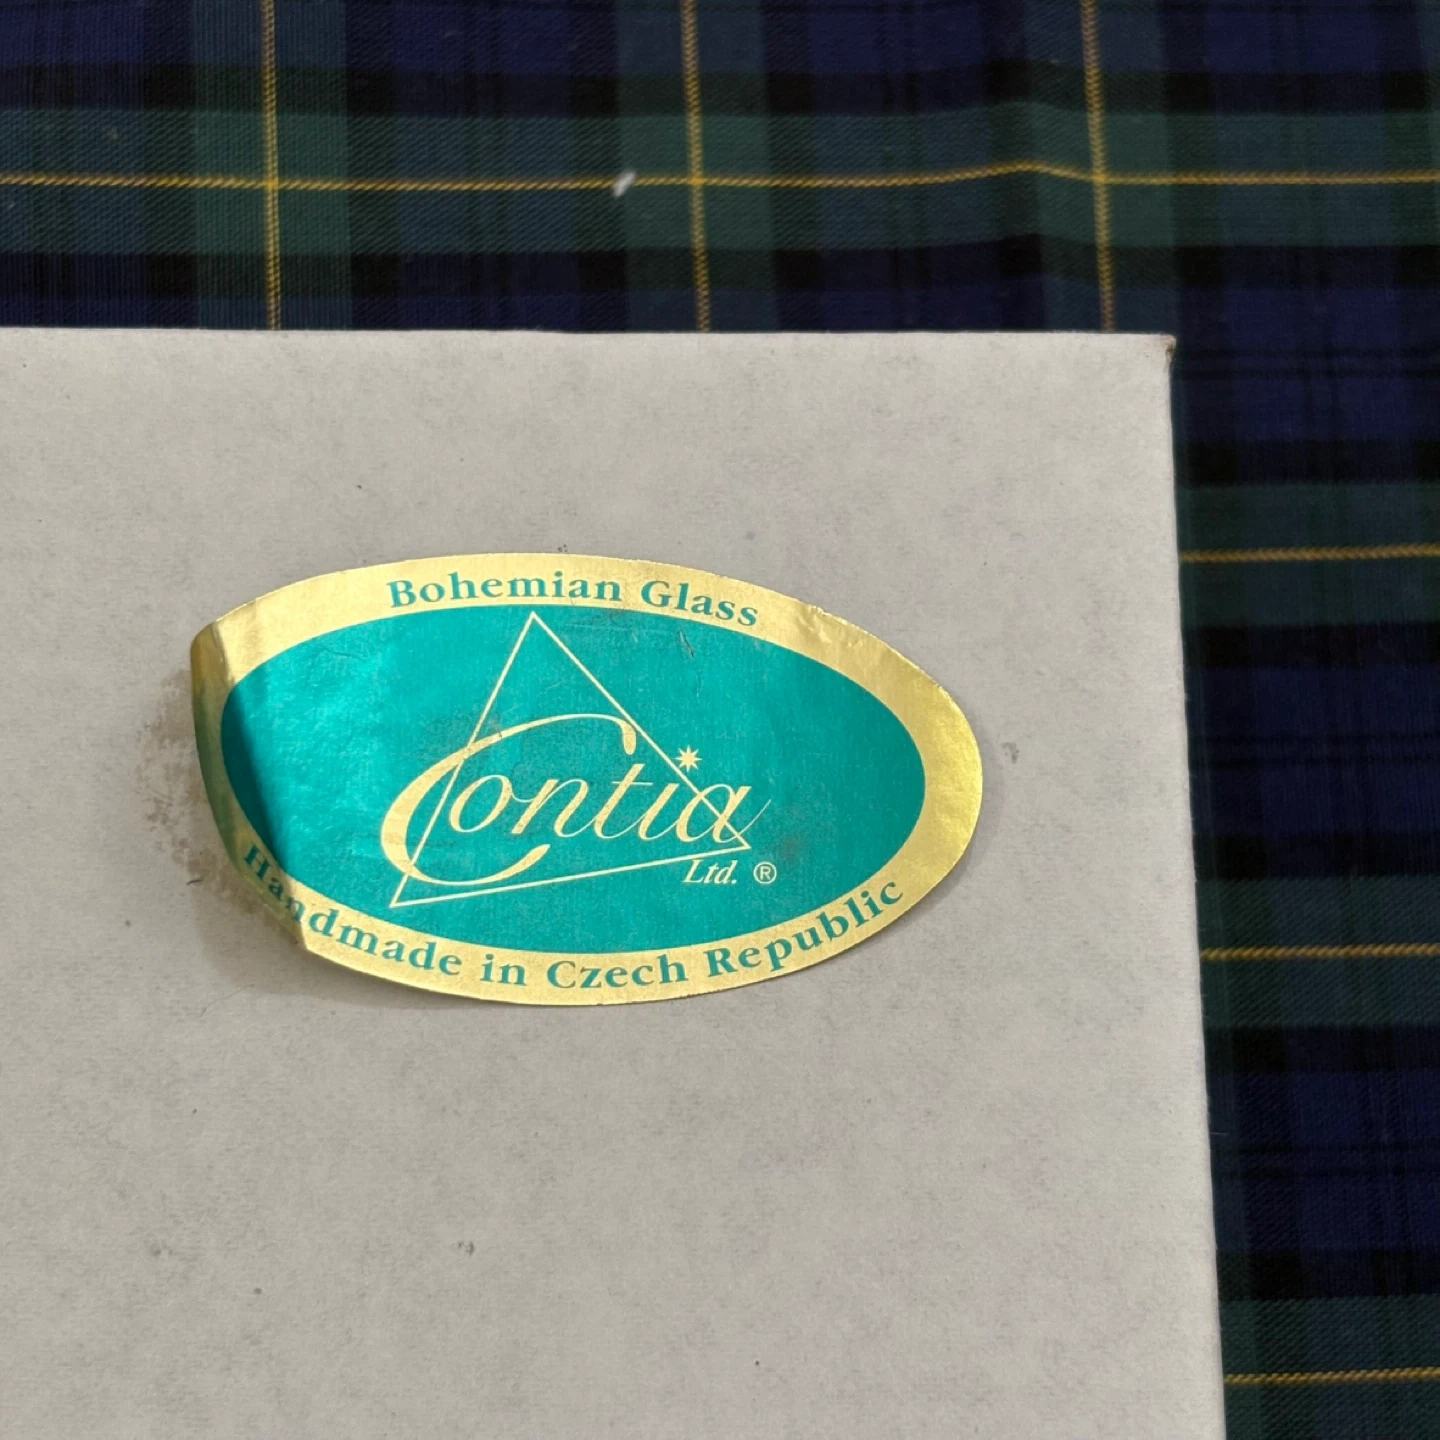 Bohemian Glass
Contia
Ltd. ®
Handmade in Czech Republic